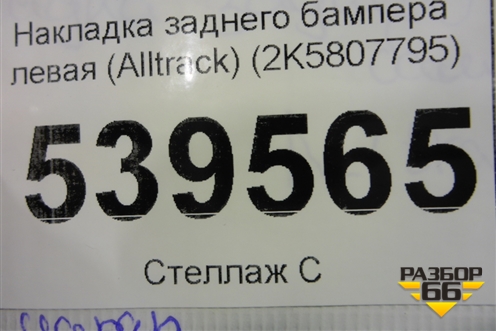 Накладка заднего бампера
левая (Alltrack) (2K5807795)
539565
Стеллаж С
РАЗБОР
66